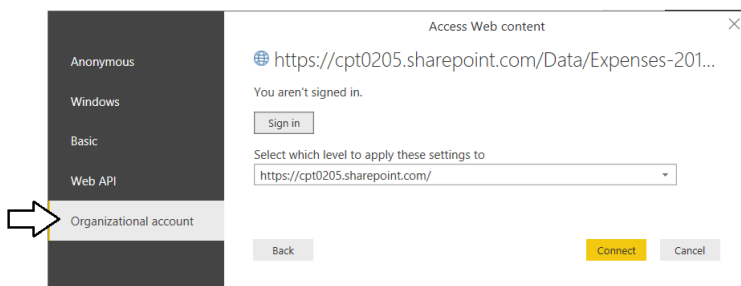 Access Web content
Anonymous
Windows
Basic
Web API
Organizational account
https://cpt0205.sharepoint.com/Data/Expenses-201...
You aren't signed in.
Sign in
Select which level to apply these settings to
https://cpt0205.sharepoint.com/
Back
Connect
Cancel